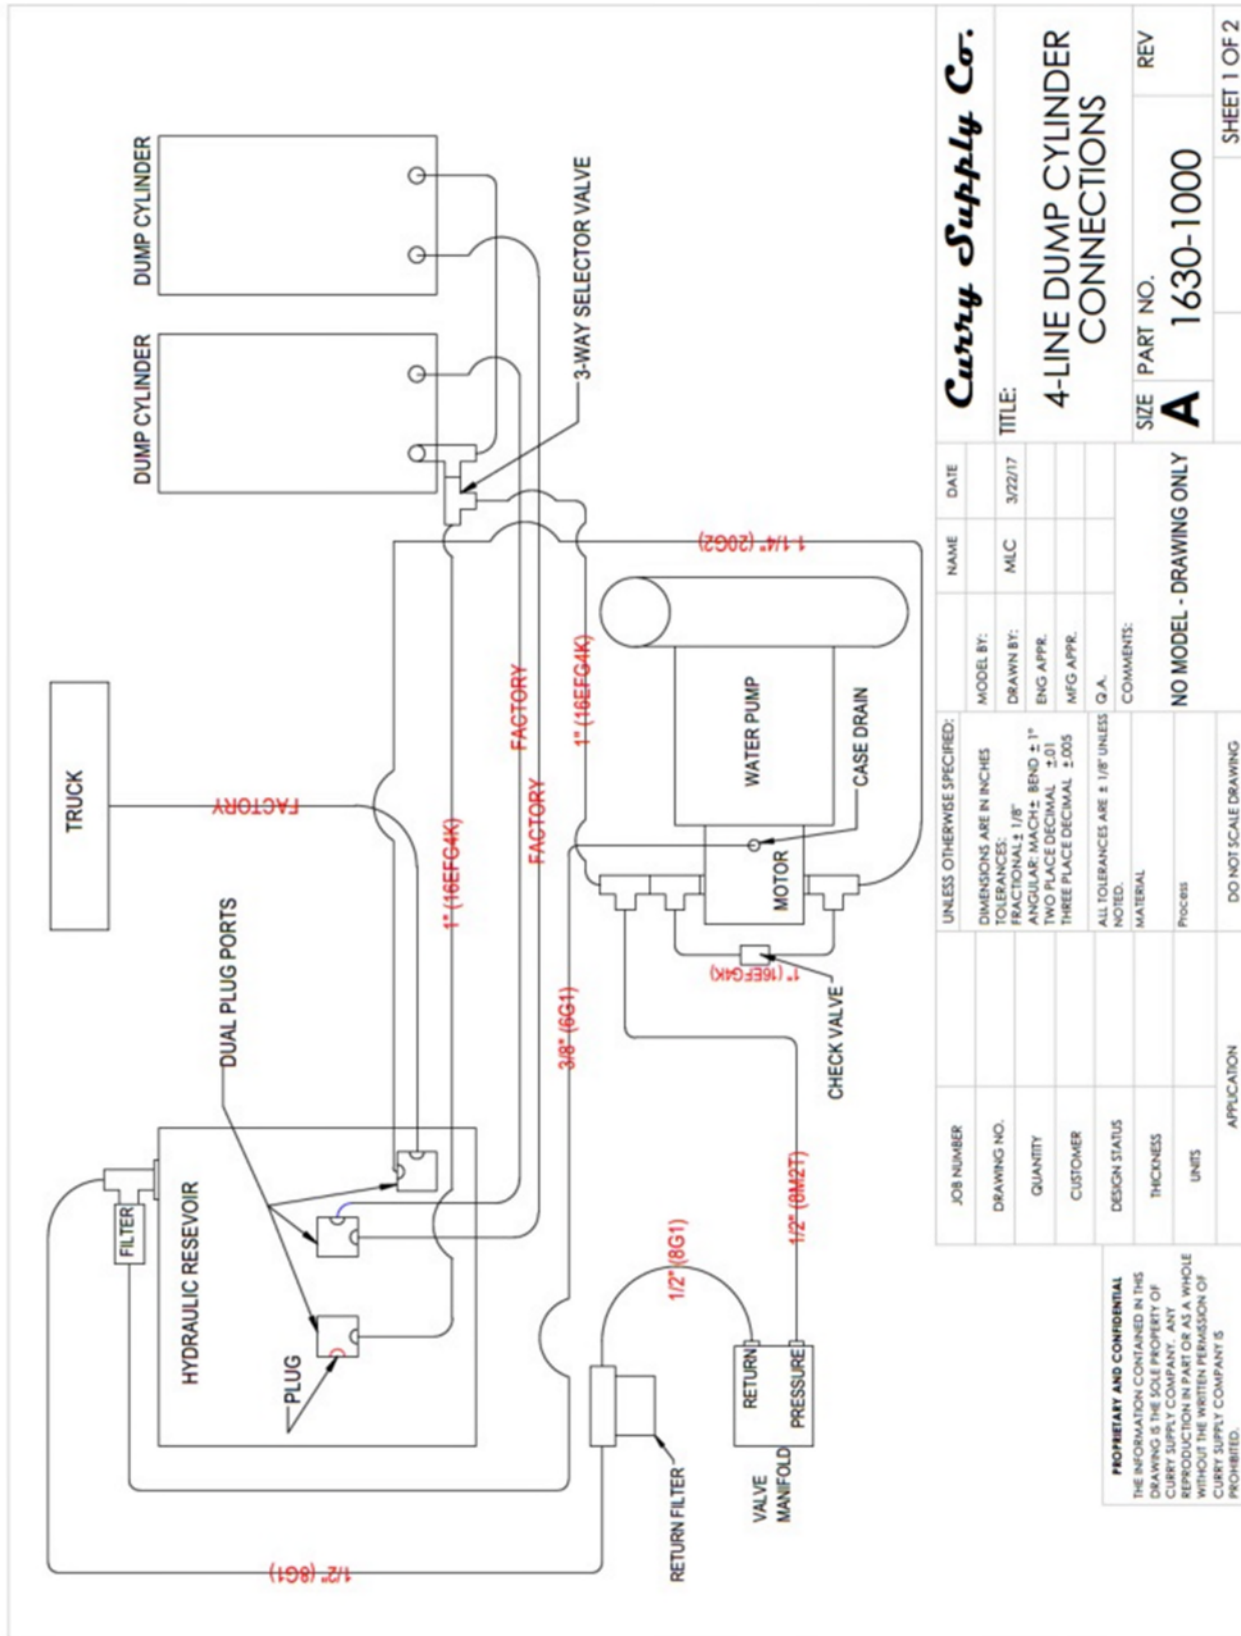 DUMP CYLINDER
DUMP CYLINDER
3-WAY SELECTOR VALVE
TRUCK
FACTORY
DUAL PLUG PORTS
1" (16EFG4K)
FACTORY
FACTORY
1" (16EFG4K)
1-1/4" (20G2)
WATER PUMP
CASE DRAIN
MOTOR
1" (16EFG4K)
CHECK VALVE
3/8" (6G1)
FILTER
HYDRAULIC RESEVOIR
PLUG
1/2" (8G1)
1/2" (8M2T)
RETURN
PRESSURE
VALVE
MANIFOLD
RETURN FILTER
1/2" (8G1)
PROPRIETARY AND CONFIDENTIAL
THE INFORMATION CONTAINED IN THIS
DRAWING IS THE SOLE PROPERTY OF
CURRY SUPPLY COMPANY. ANY
REPRODUCTION IN PART OR AS A WHOLE
WITHOUT THE WRITTEN PERMISSION OF
CURRY SUPPLY COMPANY IS
PROHIBITED.
JOB NUMBER
DRAWING NO.
QUANTITY
CUSTOMER
DESIGN STATUS
THICKNESS
UNITS
APPLICATION
UNLESS OTHERWISE SPECIFIED:
DIMENSIONS ARE IN INCHES
TOLERANCES:
FRACTIONAL ± 1/8"
ANGULAR: MACH ± BEND ± 1°
TWO PLACE DECIMAL ±.01
THREE PLACE DECIMAL ±.005
ALL TOLERANCES ARE ± 1/8" UNLESS
NOTED.
MATERIAL
Process
DO NOT SCALE DRAWING
NAME DATE
MODEL BY:
DRAWN BY: MLC 3/22/17
ENG APPR.
MFG APPR.
Q.A.
COMMENTS:
NO MODEL - DRAWING ONLY
Curry Supply Co.
TITLE:
4-LINE DUMP CYLINDER
CONNECTIONS
SIZE PART NO. REV
A 1630-1000
SHEET 1 OF 2